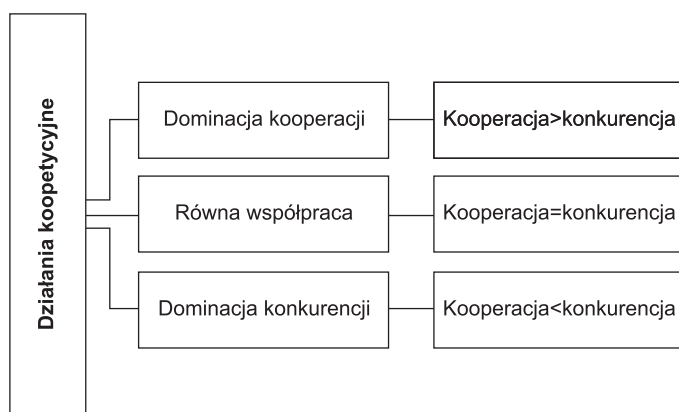 Działania koopetycyjne
Dominacja kooperacji
Kooperacja>konkurencja
Równa współpraca
Kooperacja=konkurencja
Dominacja konkurencji
Kooperacja<konkurencja